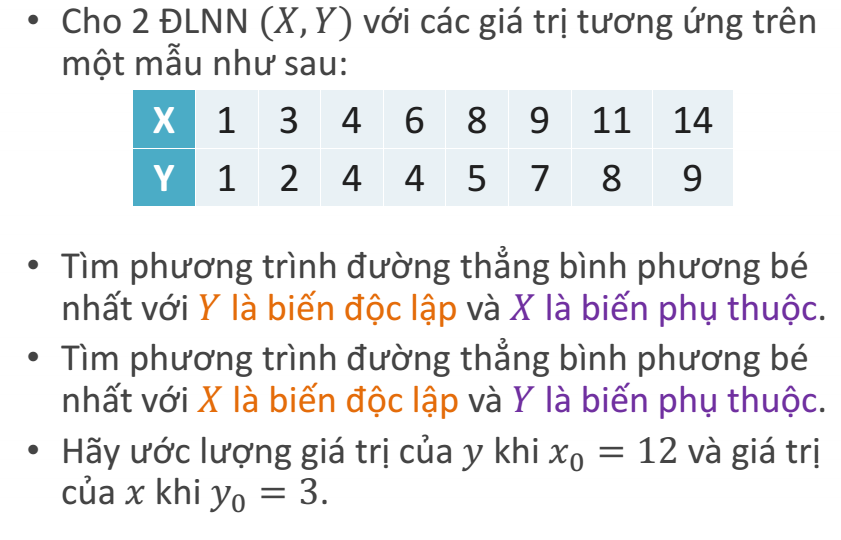 • Cho 2 ĐLNN (X, Y) với các giá trị tương ứng trên
một mẫu như sau:
X 1 3 4 6 8 9 11 14
Y 1 2 4 4 5 7 8 9
• Tìm phương trình đường thẳng bình phương bé
nhất với Y là biến độc lập và X là biến phụ thuộc.
• Tìm phương trình đường thẳng bình phương bé
nhất với X là biến độc lập và Y là biến phụ thuộc.
• Hãy ước lượng giá trị của y khi x₀ = 12 và giá trị
của x khi y₀ = 3.